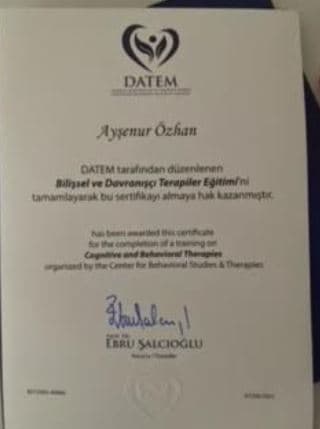 DATEM
Ayşenur Özhan
DATEM tarafından düzenlenen
Bilişsel ve Davranışçı Terapiler Eğitimi'ni
tamamlayarak bu sertifikayı almaya hak kazanmıştır.
has been awarded this certificate
for the completion of a training on
Cognitive and Behavioral Therapies
organized by the Center for Behavioral Studies & Therapies
EBRU ŞALCIOĞLU